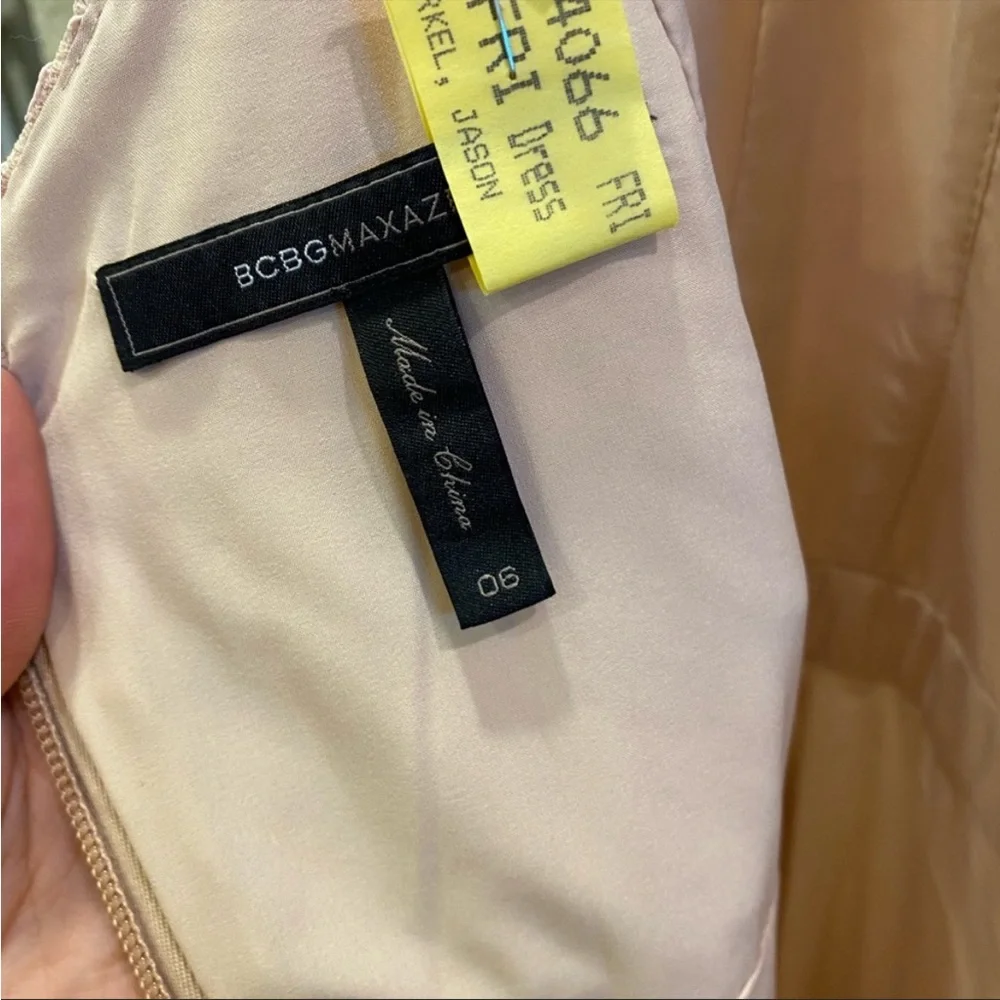 4066 FRI
FRI Dress
RKEL, JASON
BCBGMAXAZ
Made in China
06